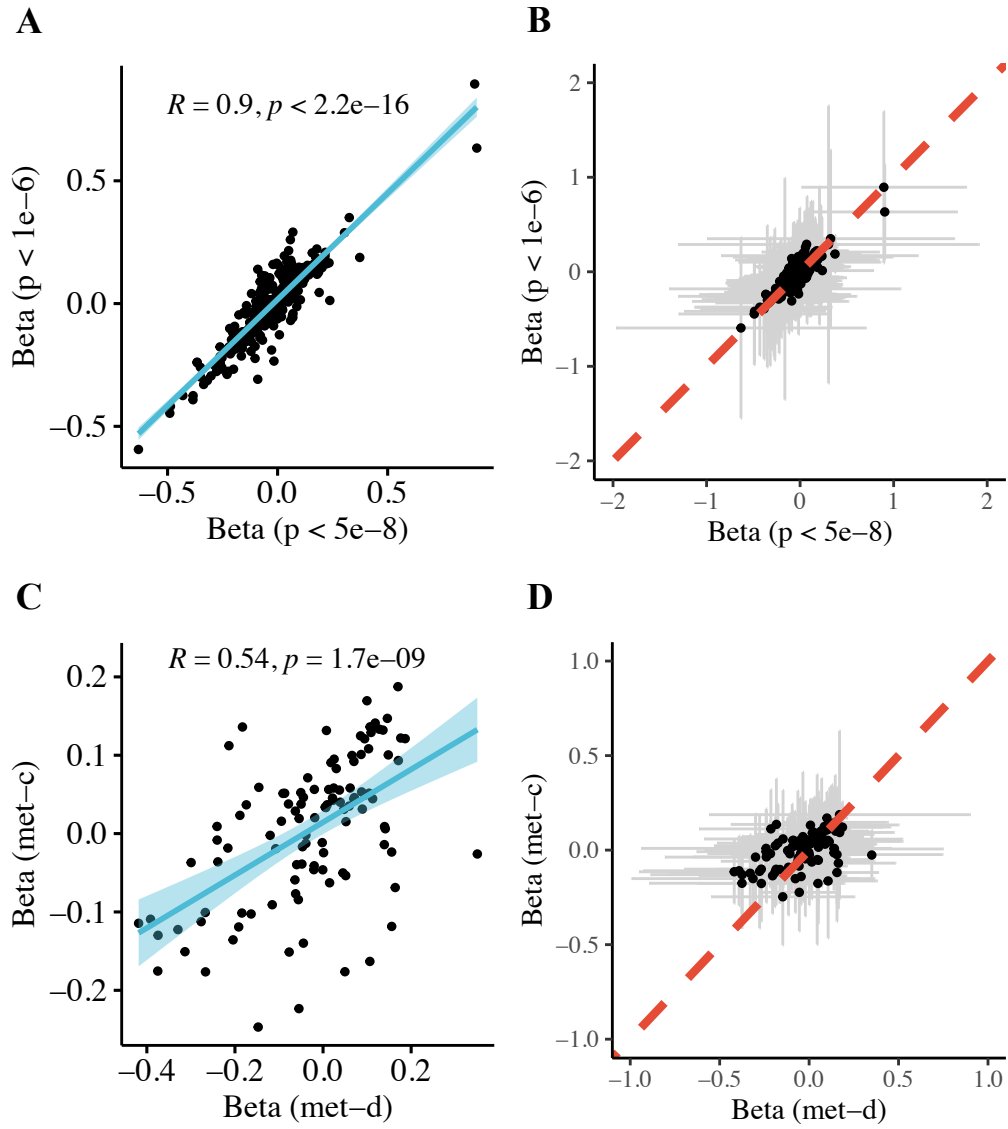 A
R = 0.9, p < 2.2e−16
Beta (p < 1e−6)
0.5
0.0
−0.5
−0.5
0.0
0.5
Beta (p < 5e−8)
B
Beta (p < 1e−6)
2
1
0
−1
−2
−2
−1
0
1
2
Beta (p < 5e−8)
C
R = 0.54, p = 1.7e−09
Beta (met−c)
0.2
0.1
0.0
−0.1
−0.2
−0.4
−0.2
0.0
0.2
Beta (met−d)
D
Beta (met−c)
1.0
0.5
0.0
−0.5
−1.0
−1.0
−0.5
0.0
0.5
1.0
Beta (met−d)